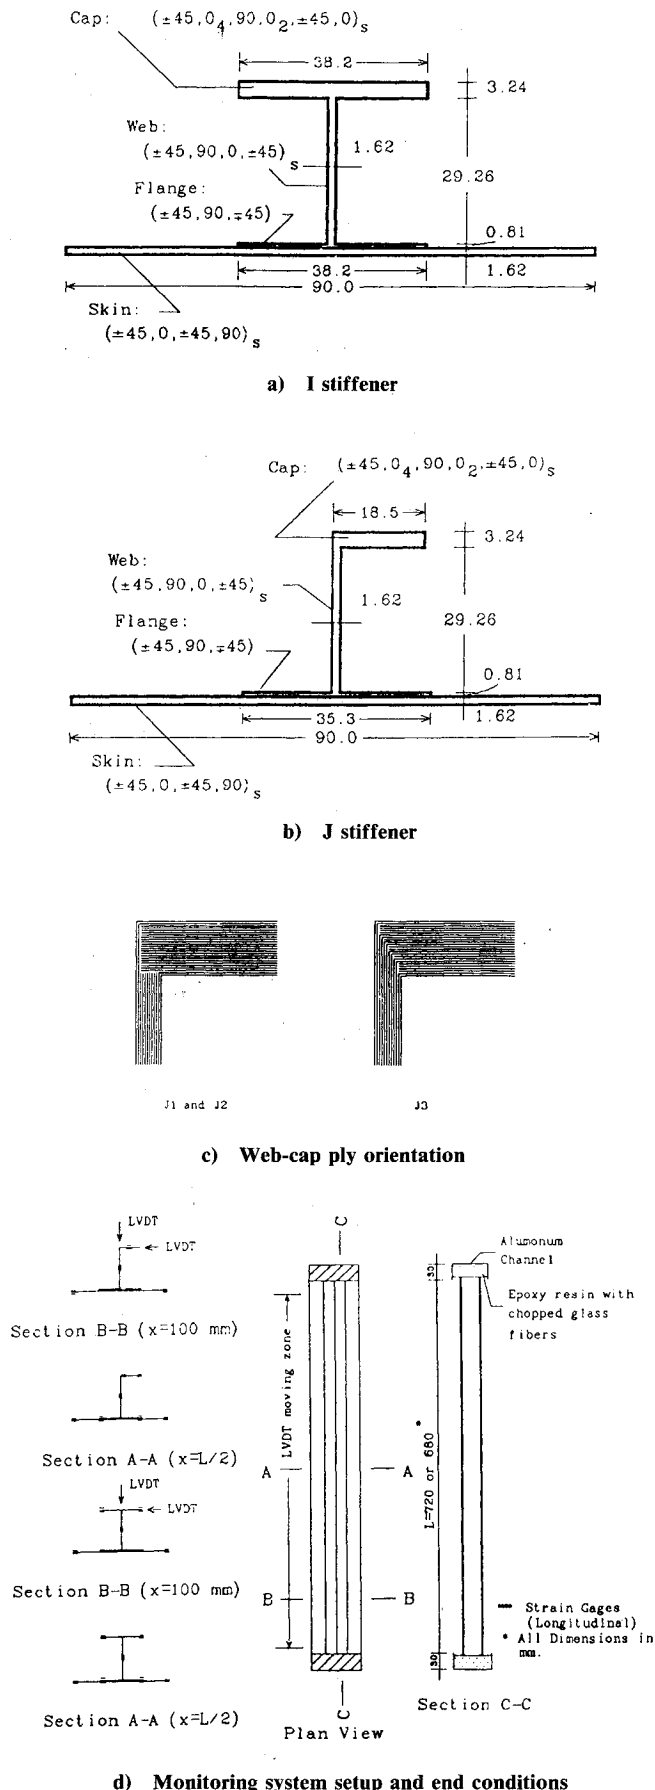 Cap: (±45,0₄,90,0₂,±45,0)ₛ
38.2
3.24
Web:
(±45,90,0,±45)ₛ
1.62
29.26
Flange:
(±45,90,∓45)
0.81
38.2
1.62
90.0
Skin:
(±45,0,±45,90)ₛ
a) I stiffener
Cap: (±45,0₄,90,0₂,±45,0)ₛ
18.5
3.24
Web:
(±45,90,0,±45)ₛ
1.62
29.26
Flange:
(±45,90,∓45)
0.81
35.3
1.62
90.0
Skin:
(±45,0,±45,90)ₛ
b) J stiffener
J1 and J2
J3
c) Web-cap ply orientation
LVDT
LVDT
Section B-B (x=100 mm)
Section A-A (x=L/2)
LVDT
LVDT
Section B-B (x=100 mm)
Section A-A (x=L/2)
C
LVDT moving zone
A
A
B
B
C
Plan View
Alumonum
Channel
30
Epoxy resin with
chopped glass
fibers
L=720 or 680*
30
Strain Gages
(Longitudinal)
* All Dimensions in
mm.
Section C-C
d) Monitoring system setup and end conditions